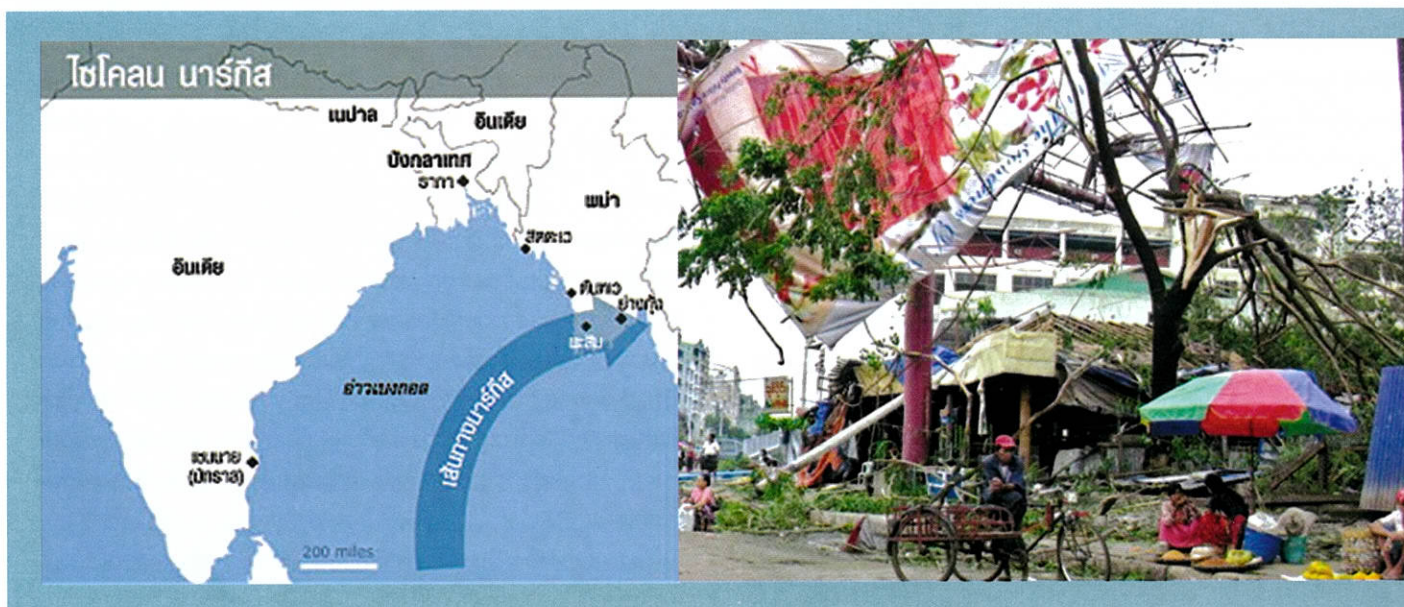 ไซโคลน นาร์กีส
เนปาล
อินเดีย
บังกลาเทศ
ธากา
พม่า
สิตตะเว
อินเดีย
ตันทเว
ย่างกุ้ง
พะสิม
อ่าวเบงกอล
เส้นทางนาร์กีส
เชนนาย
(มัทราส)
200 miles